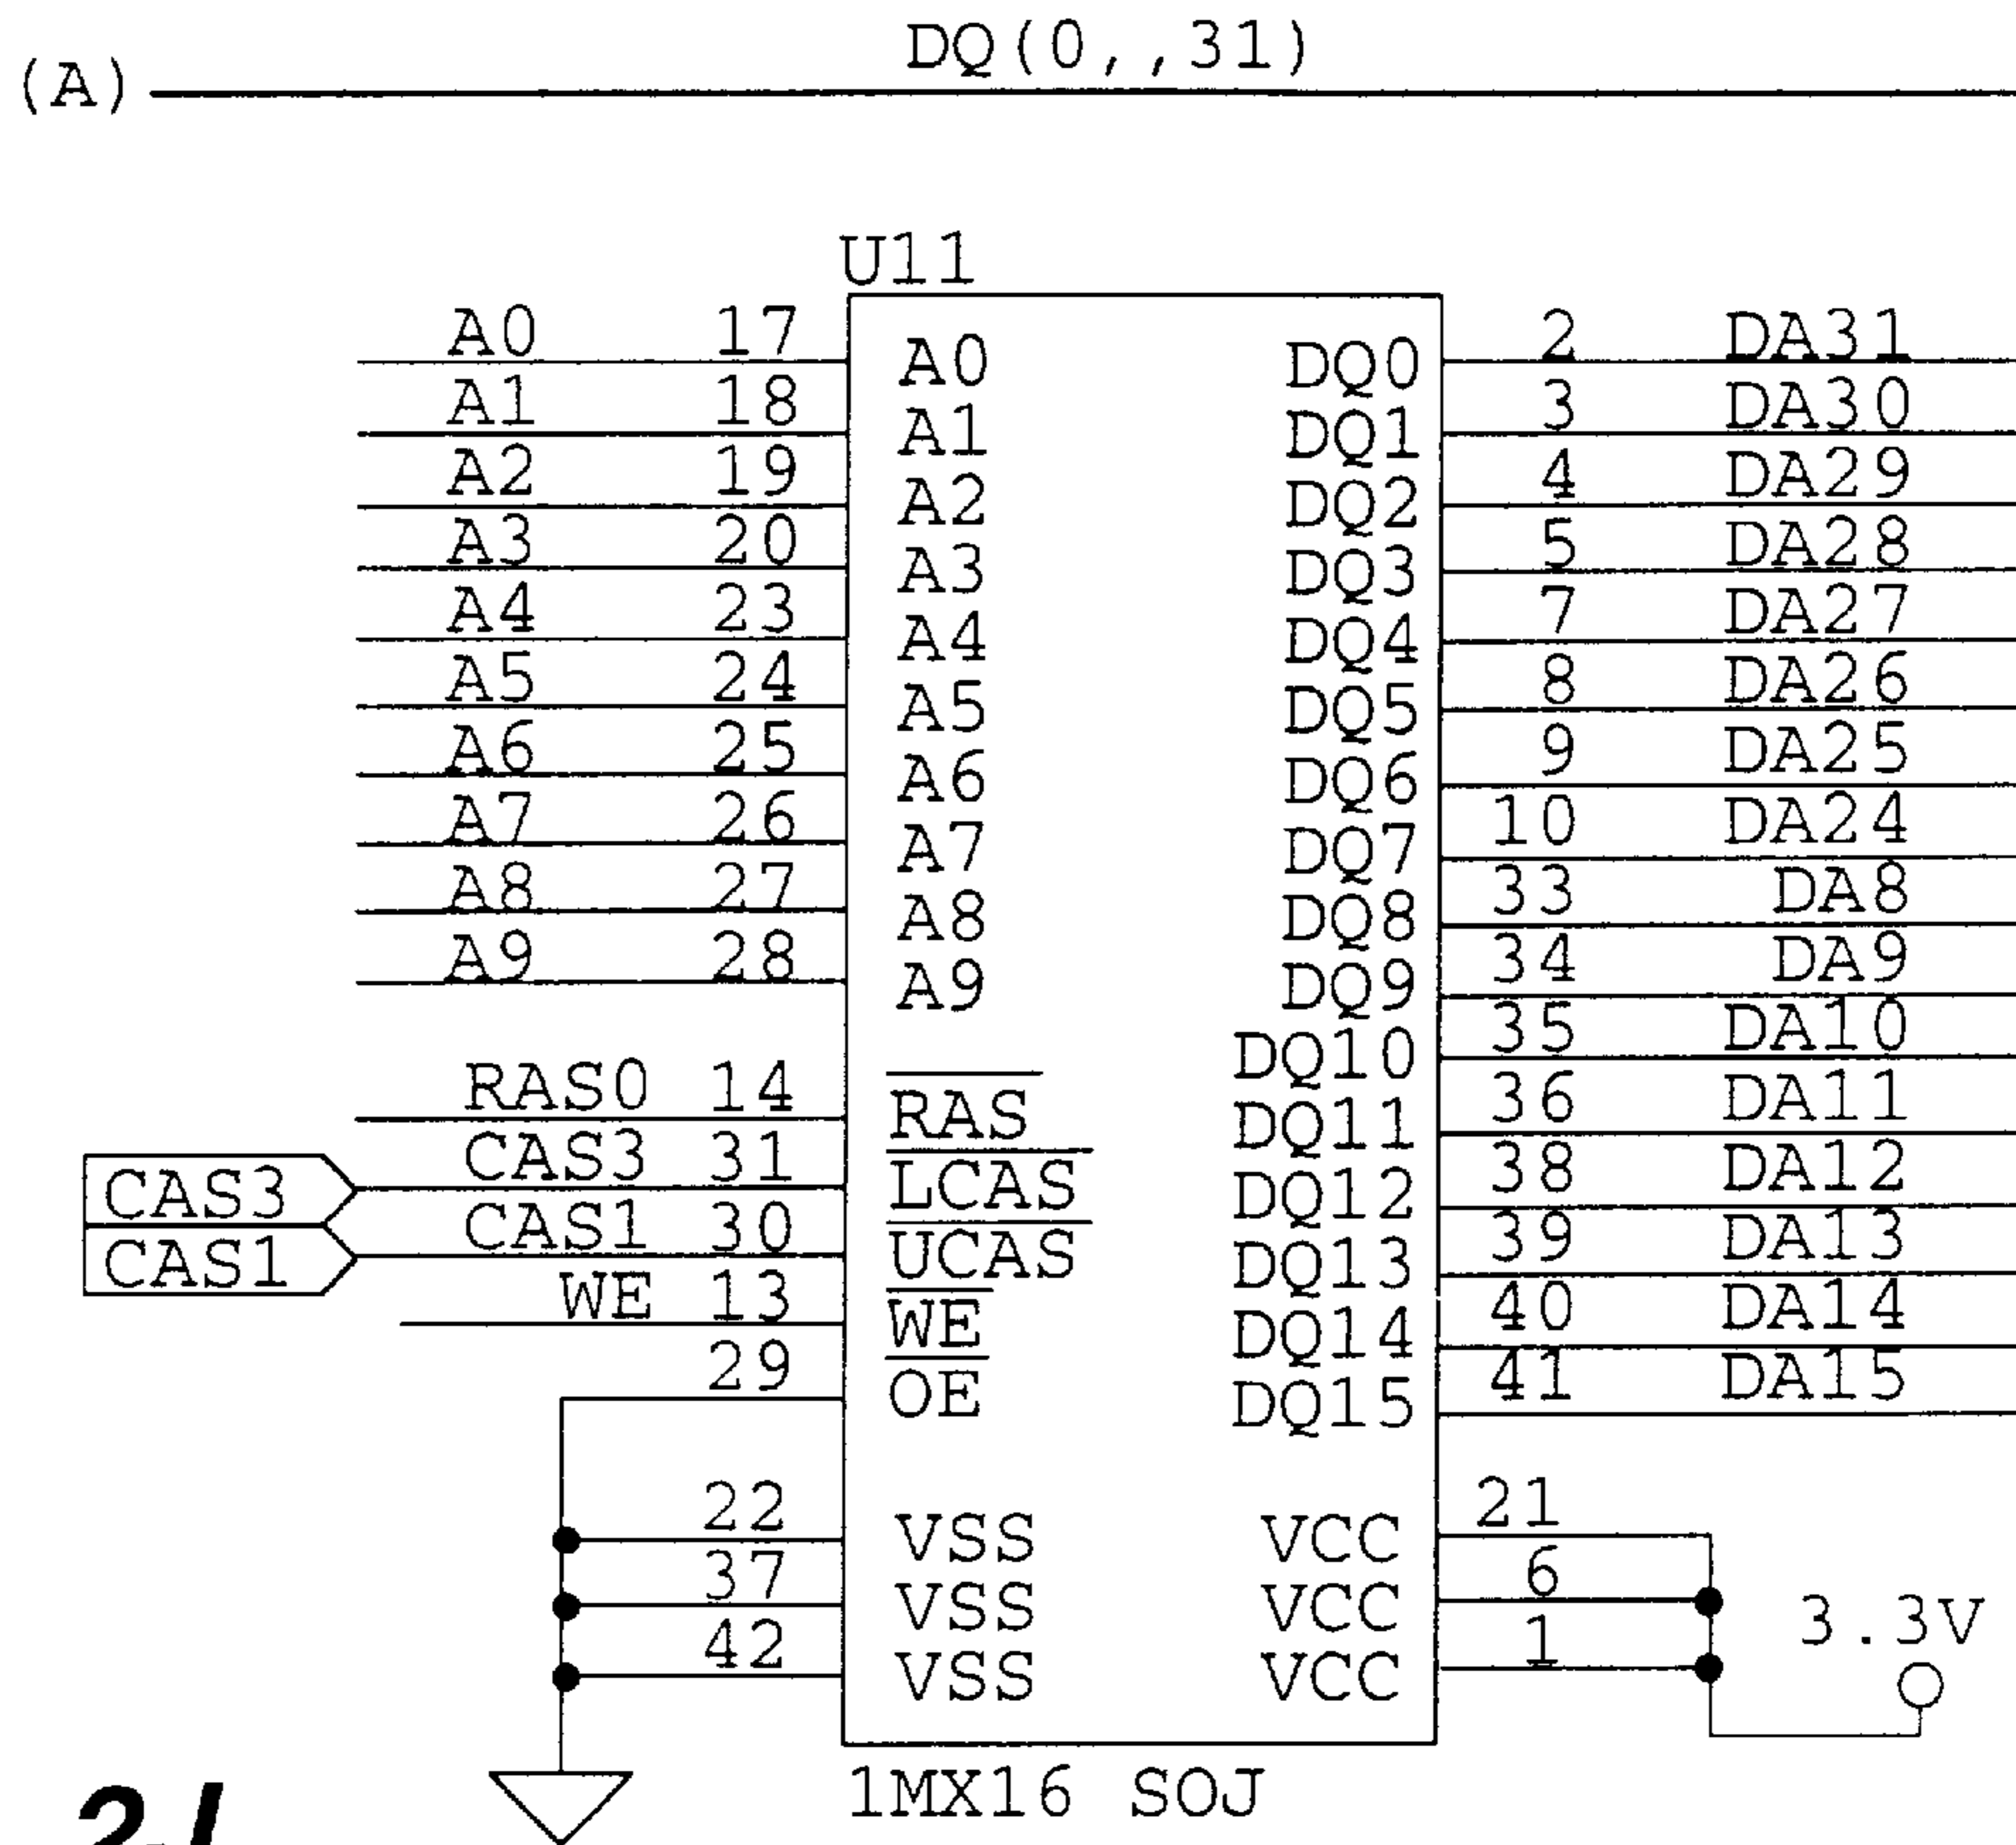 DQ(0,,31)
(A)
U11
A0 17 A0 DQ0 2 DA31
A1 18 A1 DQ1 3 DA30
A2 19 A2 DQ2 4 DA29
A3 20 A3 DQ3 5 DA28
A4 23 A4 DQ4 7 DA27
A5 24 A5 DQ5 8 DA26
A6 25 A6 DQ6 9 DA25
A7 26 A7 DQ7 10 DA24
A8 27 A8 DQ8 33 DA8
A9 28 A9 DQ9 34 DA9
DQ10 35 DA10
RAS0 14 RAS DQ11 36 DA11
CAS3 CAS3 31 LCAS DQ12 38 DA12
CAS1 CAS1 30 UCAS DQ13 39 DA13
WE 13 WE DQ14 40 DA14
29 OE DQ15 41 DA15
22 VSS VCC 21
37 VSS VCC 6
42 VSS VCC 1 3.3V
1MX16 SOJ